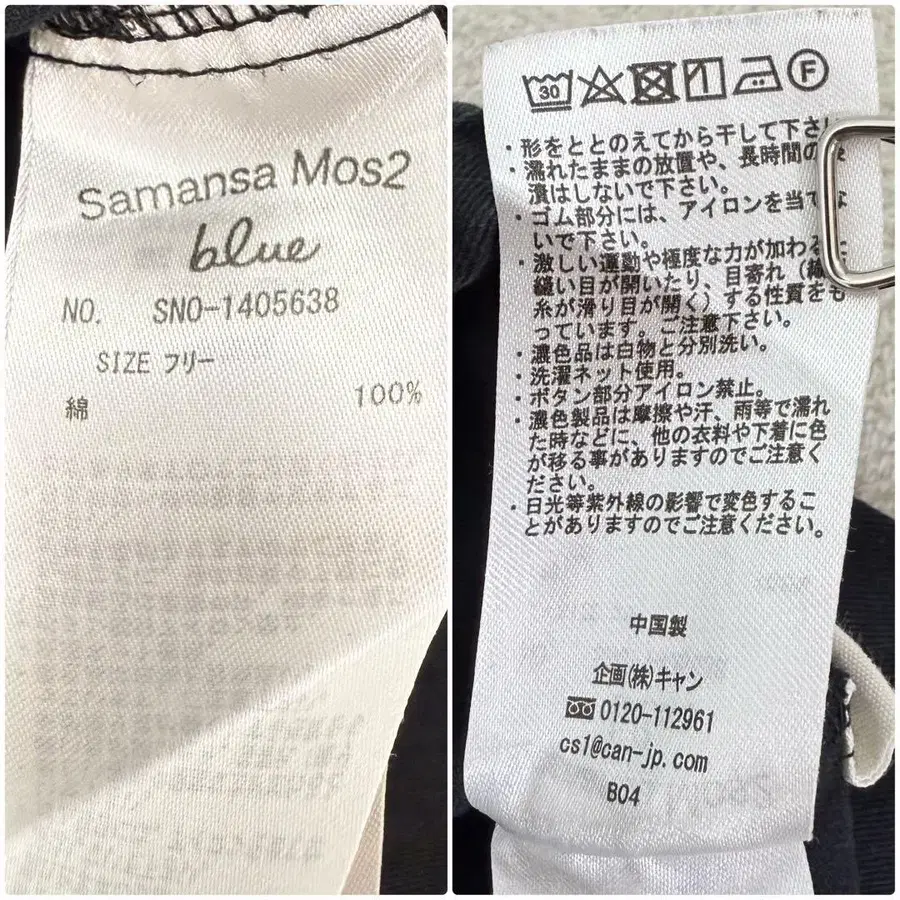 Samansa Mos2
blue
NO. SNO-1405638
SIZE フリー
綿 100%
30
F
・形をととのえてから干して下さい
・濡れたままの放置や、長時間の
漬はしないで下さい。
・ゴム部分には、アイロンを当てな
いで下さい。
・激しい運動や極度な力が加わる
縫い目が開いたり、目寄れ(
糸が滑り目が開く)する性質をも
っています。ご注意下さい。
・濃色品は白物と分別洗い。
・洗濯ネット使用。
・ボタン部分アイロン禁止。
・濃色製品は摩擦や汗、雨等で濡れ
た時などに、他の衣料や下着に色
が移る事がありますのでご注意く
ださい。
・日光等紫外線の影響で変色するこ
とがありますのでご注意ください。
中国製
企画(株)キャン
0120-112961
cs1@can-jp.com
B04